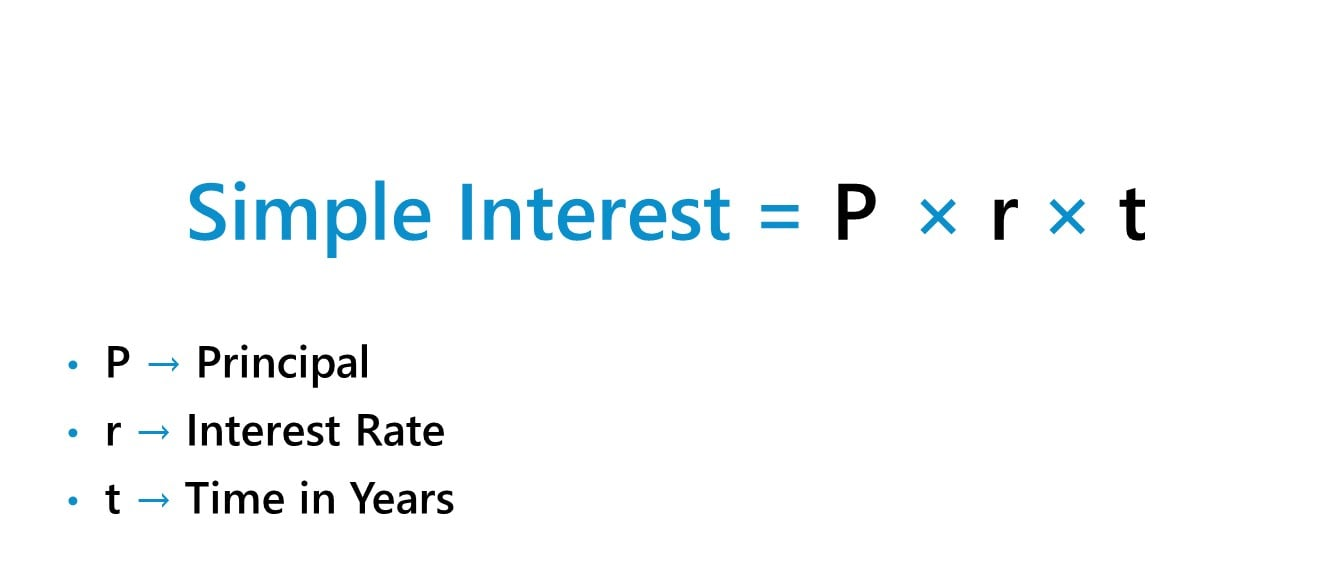 Simple Interest = P × r × t
• P → Principal
• r → Interest Rate
• t → Time in Years